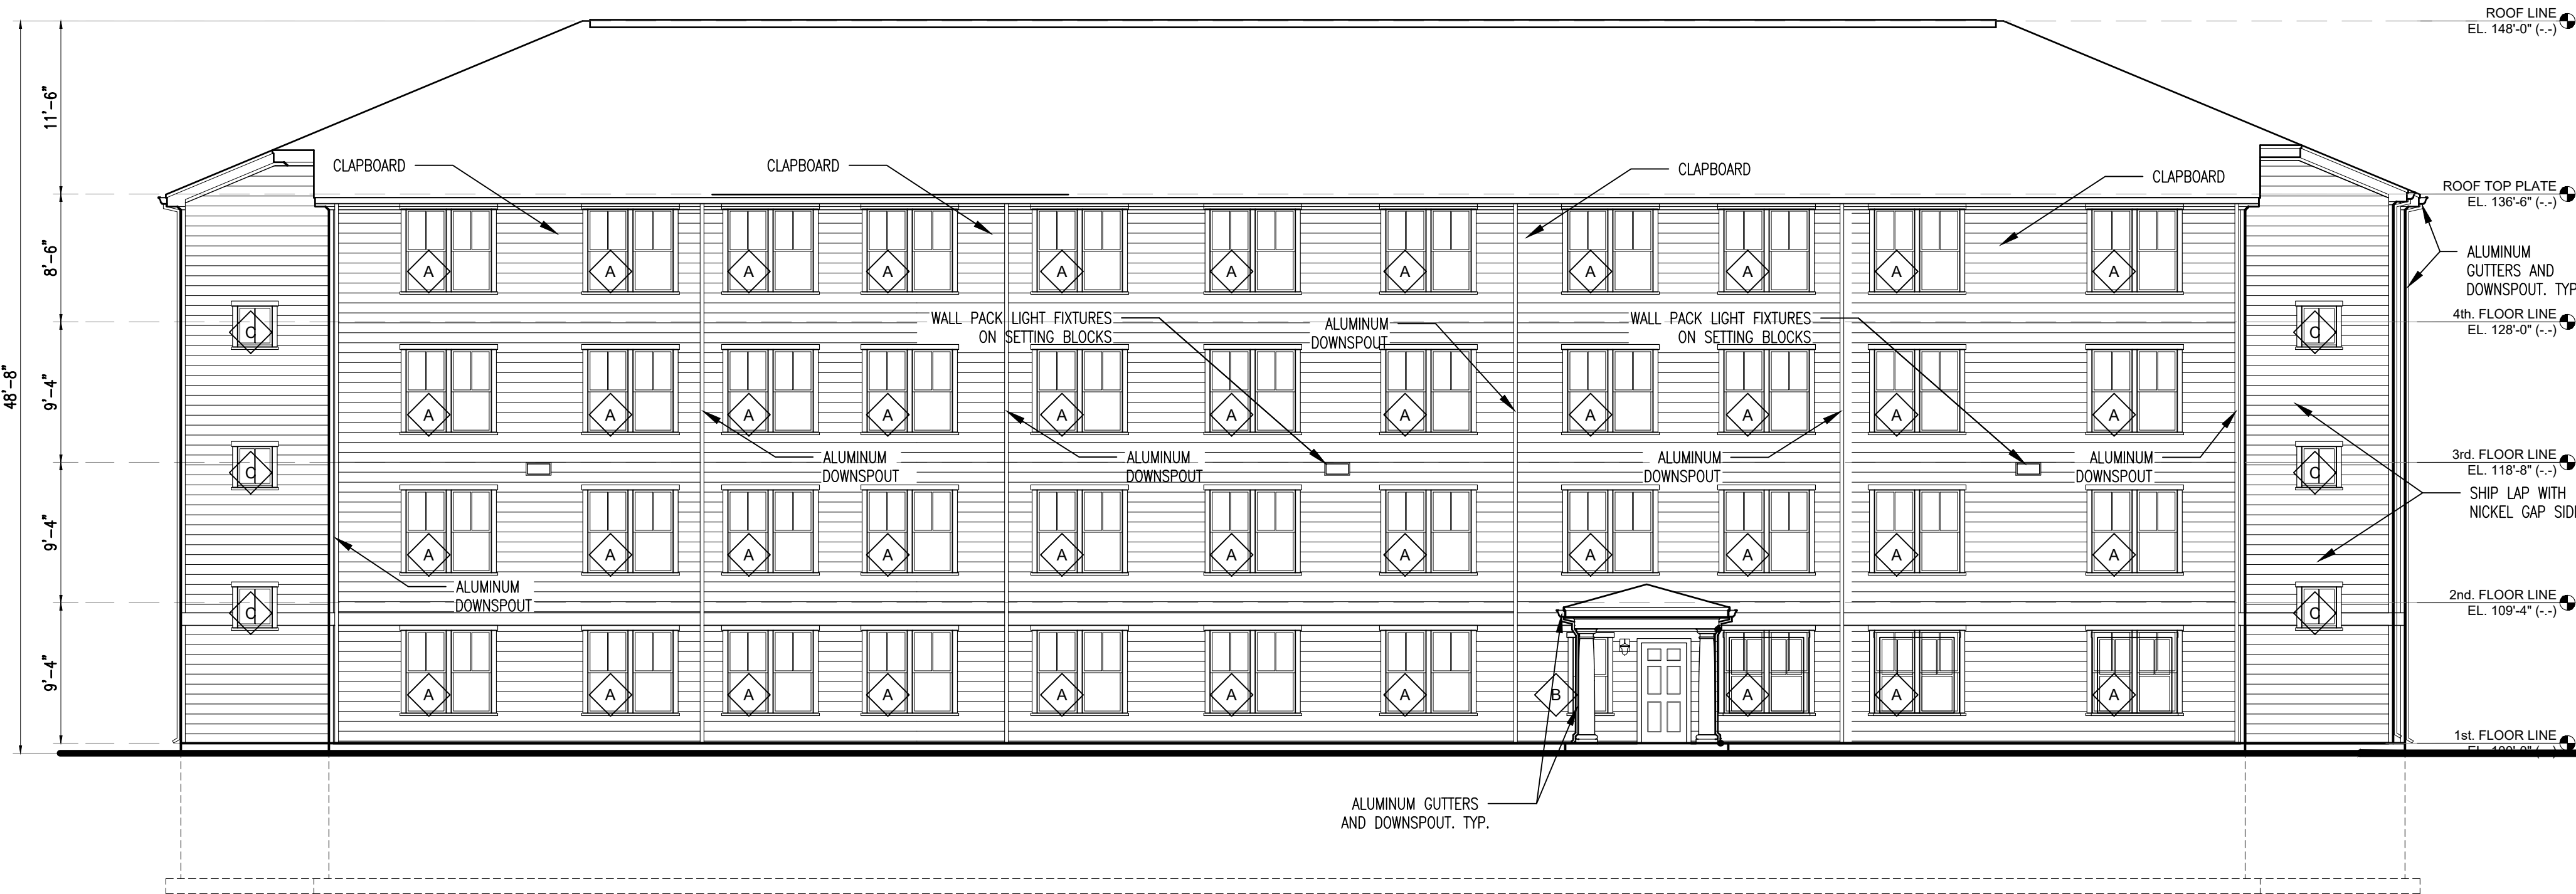 ROOF LINE
EL. 148'-0" (-.-)
11'-6"
CLAPBOARD
CLAPBOARD
CLAPBOARD
CLAPBOARD
ROOF TOP PLATE
EL. 136'-6" (-.-)
8'-6"
A A A A A A A A A A A
ALUMINUM
GUTTERS AND
DOWNSPOUT. TYP
C
WALL PACK LIGHT FIXTURES
ON SETTING BLOCKS
ALUMINUM
DOWNSPOUT
WALL PACK LIGHT FIXTURES
ON SETTING BLOCKS
C
4th. FLOOR LINE
EL. 128'-0" (-.-)
48'-8"
9'-4"
A A A A A A A A A A A
C
ALUMINUM
DOWNSPOUT
ALUMINUM
DOWNSPOUT
ALUMINUM
DOWNSPOUT
ALUMINUM
DOWNSPOUT
C
3rd. FLOOR LINE
EL. 118'-8" (-.-)
SHIP LAP WITH
NICKEL GAP
9'-4"
A A A A A A A A A A A
ALUMINUM
DOWNSPOUT
C
C
2nd. FLOOR LINE
EL. 109'-4" (-.-)
9'-4"
A A A A A A A B A A A
1st. FLOOR LINE
ALUMINUM GUTTERS
AND DOWNSPOUT. TYP.